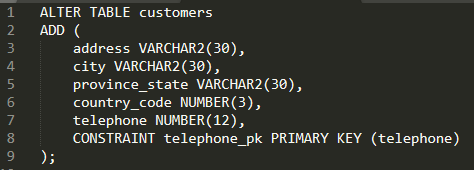 1 ALTER TABLE customers
2 ADD (
3     address VARCHAR2(30),
4     city VARCHAR2(30),
5     province_state VARCHAR2(30),
6     country_code NUMBER(3),
7     telephone NUMBER(12),
8     CONSTRAINT telephone_pk PRIMARY KEY (telephone)
9 );